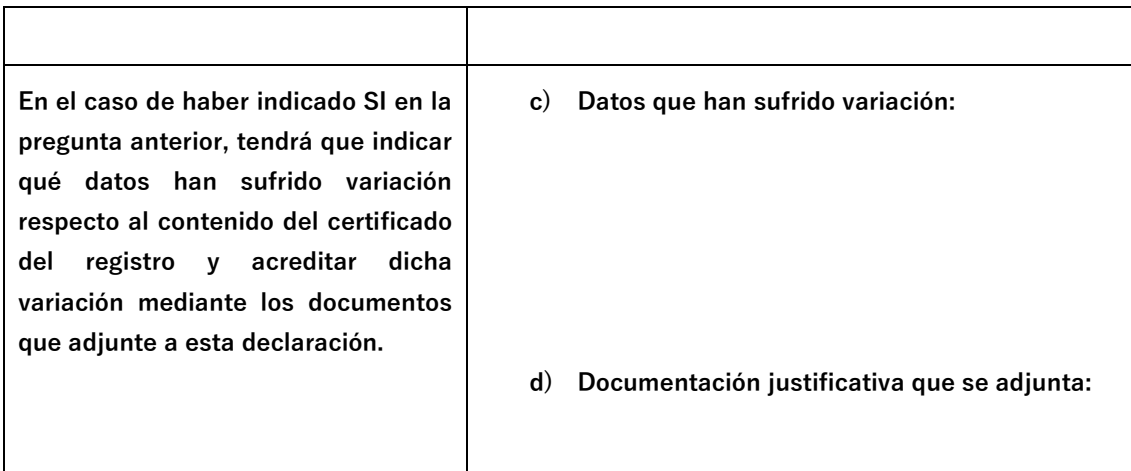 En el caso de haber indicado SI en la
pregunta anterior, tendrá que indicar
qué datos han sufrido variación
respecto al contenido del certificado
del registro y acreditar dicha
variación mediante los documentos
que adjunte a esta declaración.
c) Datos que han sufrido variación:
d) Documentación justificativa que se adjunta: